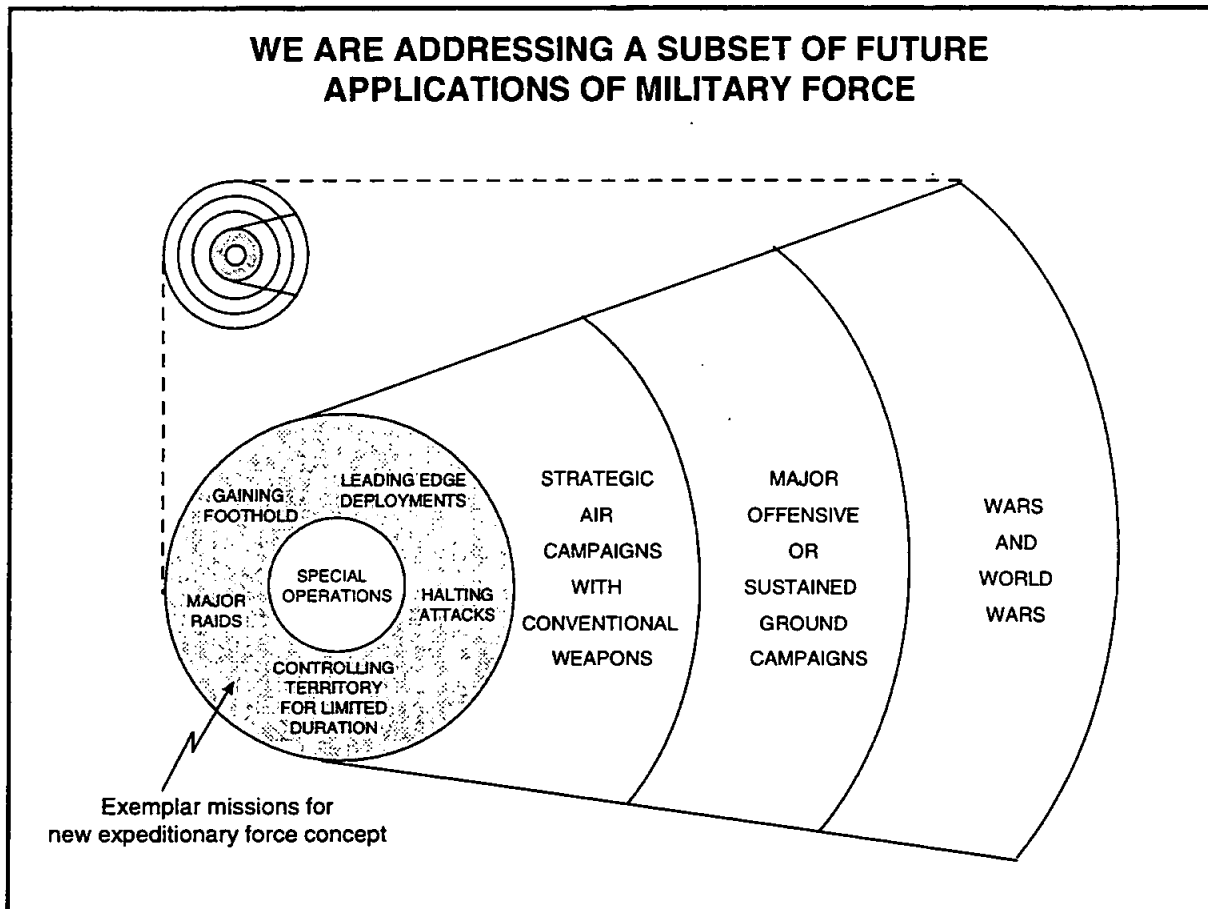 WE ARE ADDRESSING A SUBSET OF FUTURE
APPLICATIONS OF MILITARY FORCE
GAINING
FOOTHOLD
LEADING EDGE
DEPLOYMENTS
SPECIAL
OPERATIONS
MAJOR
RAIDS
HALTING
ATTACKS
CONTROLLING
TERRITORY
FOR LIMITED
DURATION
STRATEGIC
AIR
CAMPAIGNS
WITH
CONVENTIONAL
WEAPONS
MAJOR
OFFENSIVE
OR
SUSTAINED
GROUND
CAMPAIGNS
WARS
AND
WORLD
WARS
Exemplar missions for
new expeditionary force concept